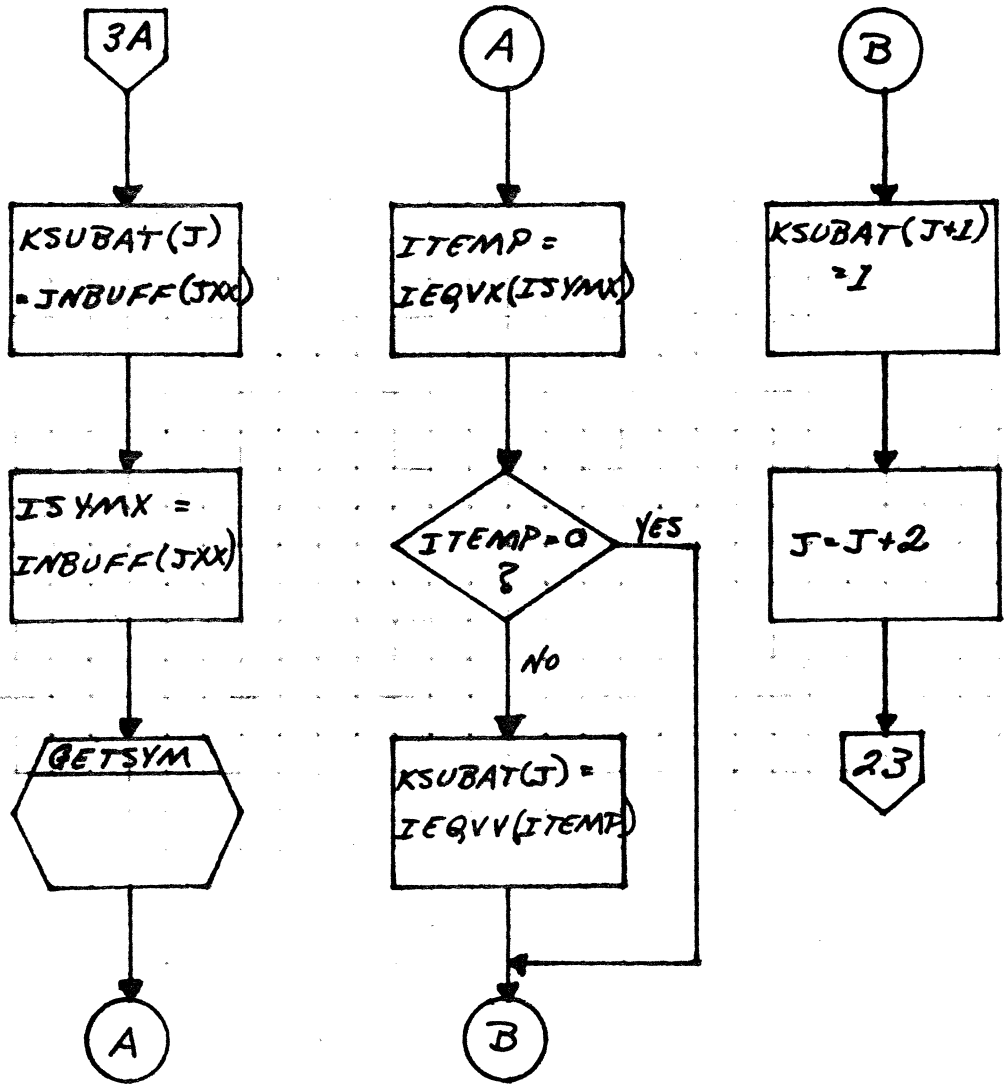 3A
KSUBAT(J)
=JNBUFF(JXX)
ISYMX =
INBUFF(JXX)
GETSYM
A
A
ITEMP =
IEQVX(ISYMX)
ITEMP=0
?
YES
NO
KSUBAT(J) =
IEQVV(ITEMP)
B
B
KSUBAT(J+1)
=1
J=J+2
23